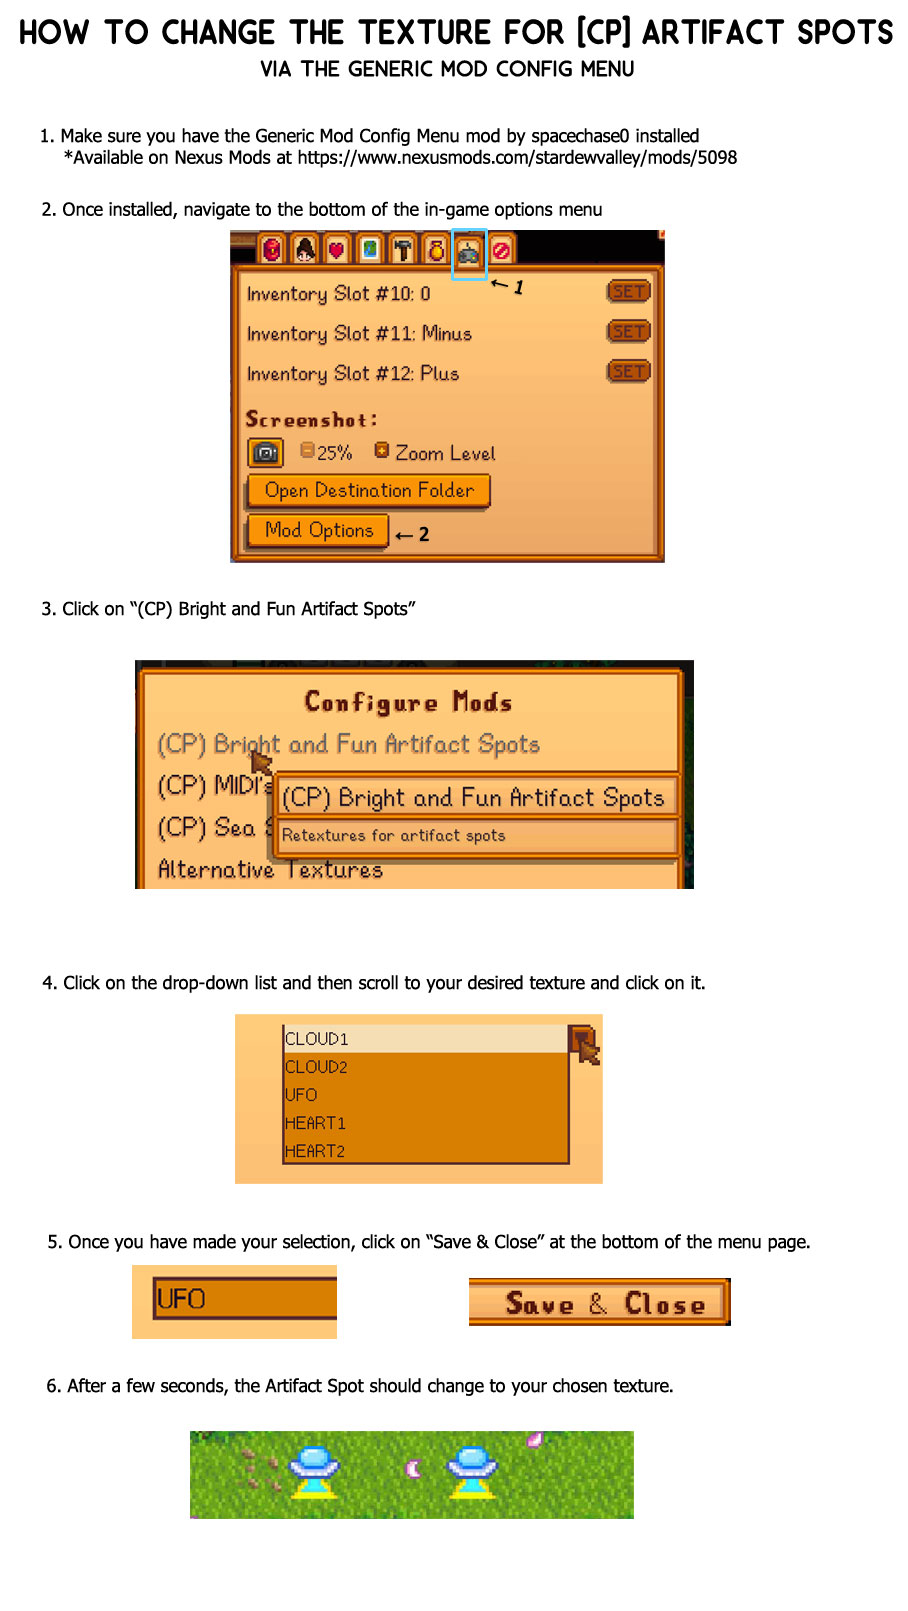 HOW TO CHANGE THE TEXTURE FOR [CP] ARTIFACT SPOTS
VIA THE GENERIC MOD CONFIG MENU
1. Make sure you have the Generic Mod Config Menu mod by spacechase0 installed
*Available on Nexus Mods at https://www.nexusmods.com/stardewvalley/mods/5098
2. Once installed, navigate to the bottom of the in-game options menu
←1
Inventory Slot #10: 0 SET
Inventory Slot #11: Minus SET
Inventory Slot #12: Plus SET
Screenshot:
25% Zoom Level
Open Destination Folder
Mod Options ←2
3. Click on “(CP) Bright and Fun Artifact Spots”
Configure Mods
(CP) Bright and Fun Artifact Spots
(CP) MIDI's
(CP) Bright and Fun Artifact Spots
(CP) Sea
Retextures for artifact spots
Alternative Textures
4. Click on the drop-down list and then scroll to your desired texture and click on it.
CLOUD1
CLOUD2
UFO
HEART1
HEART2
5. Once you have made your selection, click on “Save & Close” at the bottom of the menu page.
UFO
Save & Close
6. After a few seconds, the Artifact Spot should change to your chosen texture.